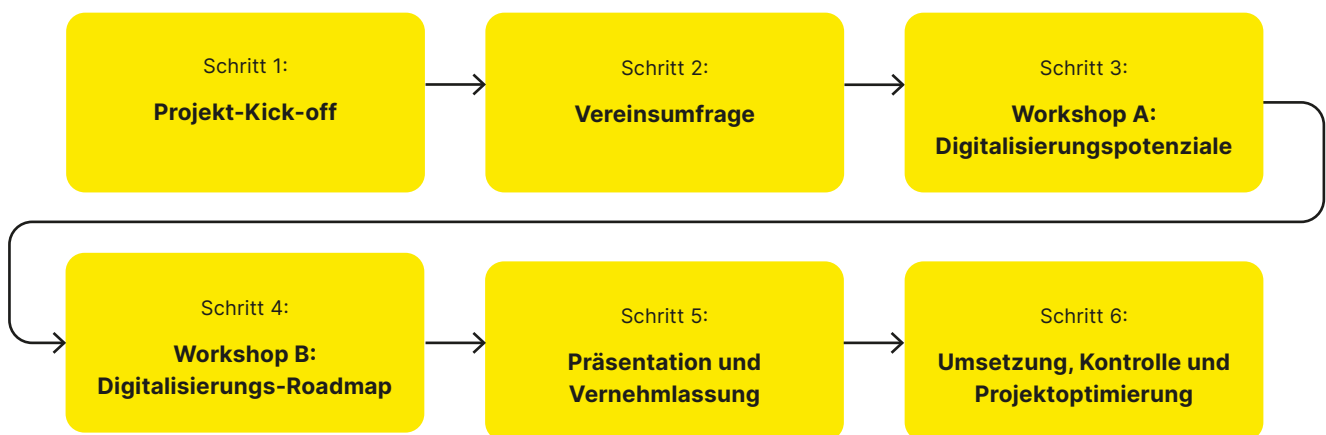 Schritt 1:
Projekt-Kick-off
Schritt 2:
Vereinsumfrage
Schritt 3:
Workshop A:
Digitalisierungspotenziale
Schritt 4:
Workshop B:
Digitalisierungs-Roadmap
Schritt 5:
Präsentation und
Vernehmlassung
Schritt 6:
Umsetzung, Kontrolle und
Projektoptimierung